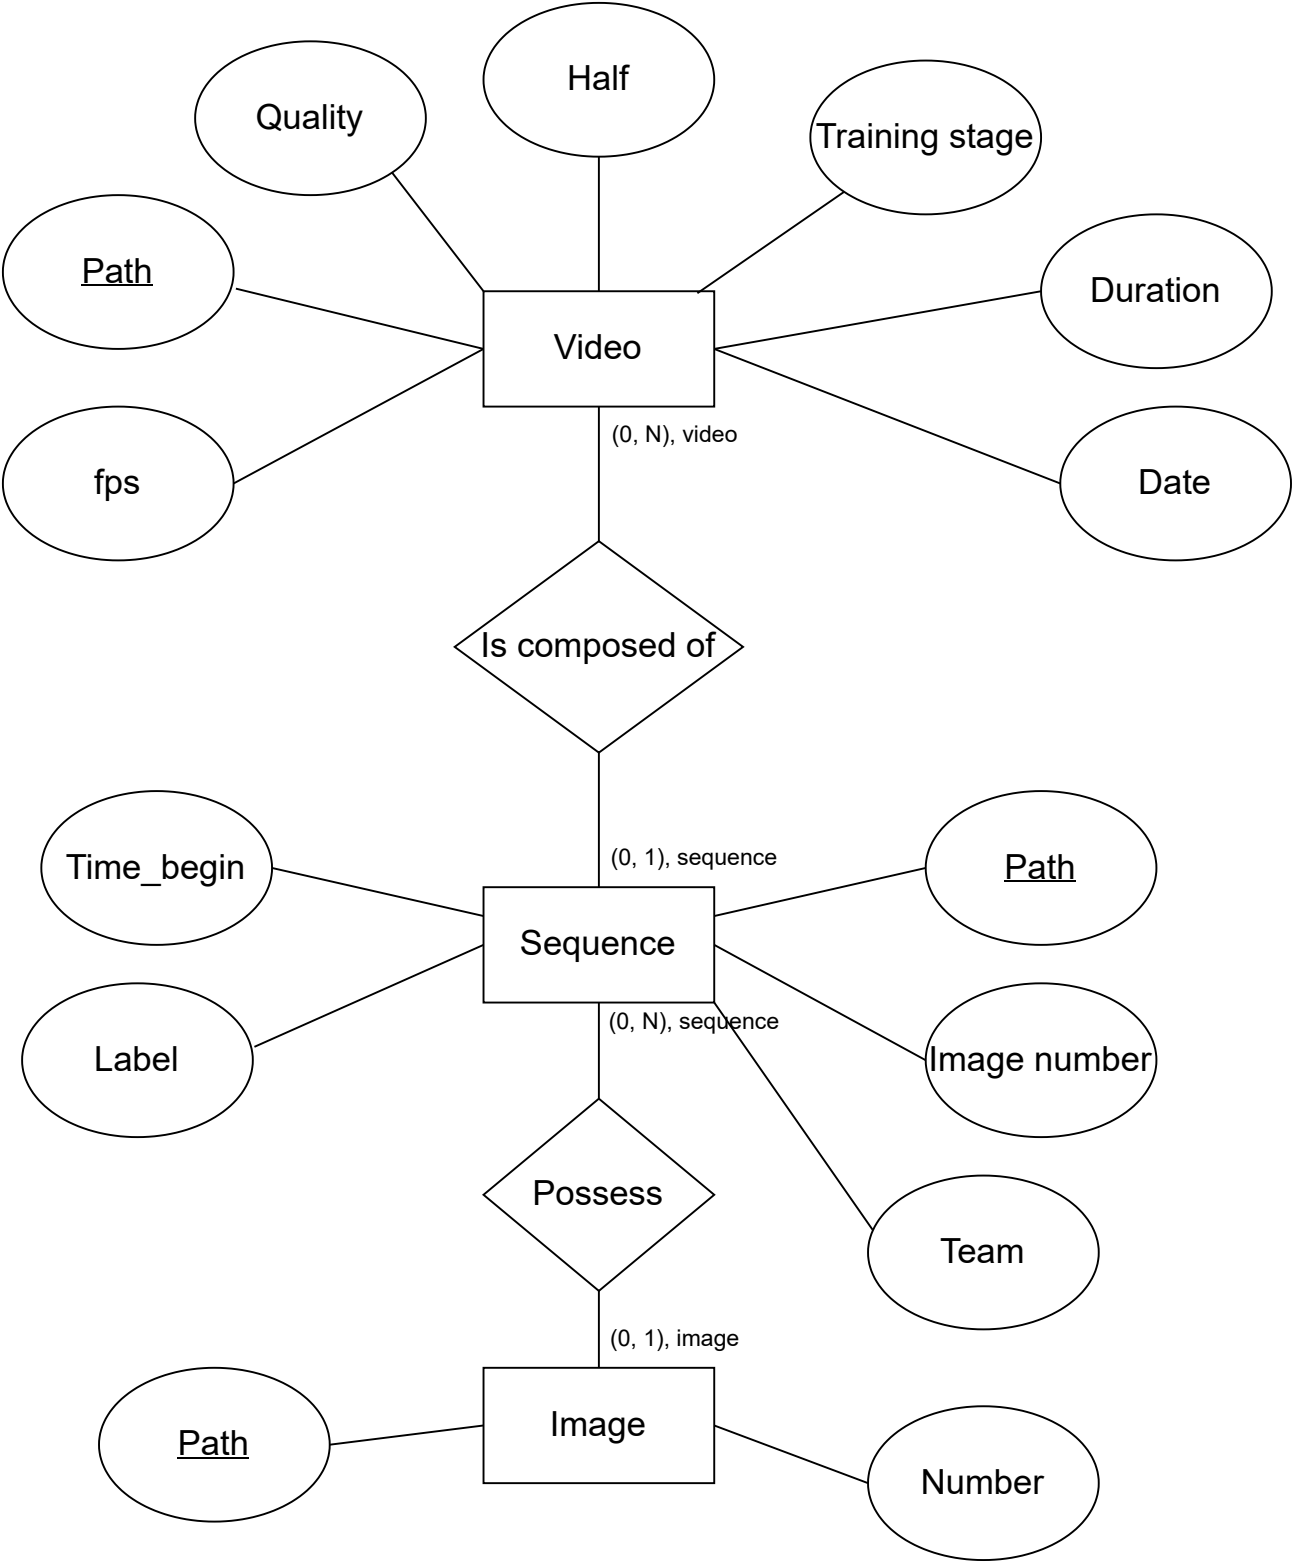 Half
Quality
Training stage
Path
Duration
Video
(0, N), video
fps
Date
Is composed of
(0, 1), sequence
Time_begin
Path
Sequence
(0, N), sequence
Label
Image number
Possess
Team
(0, 1), image
Image
Path
Number